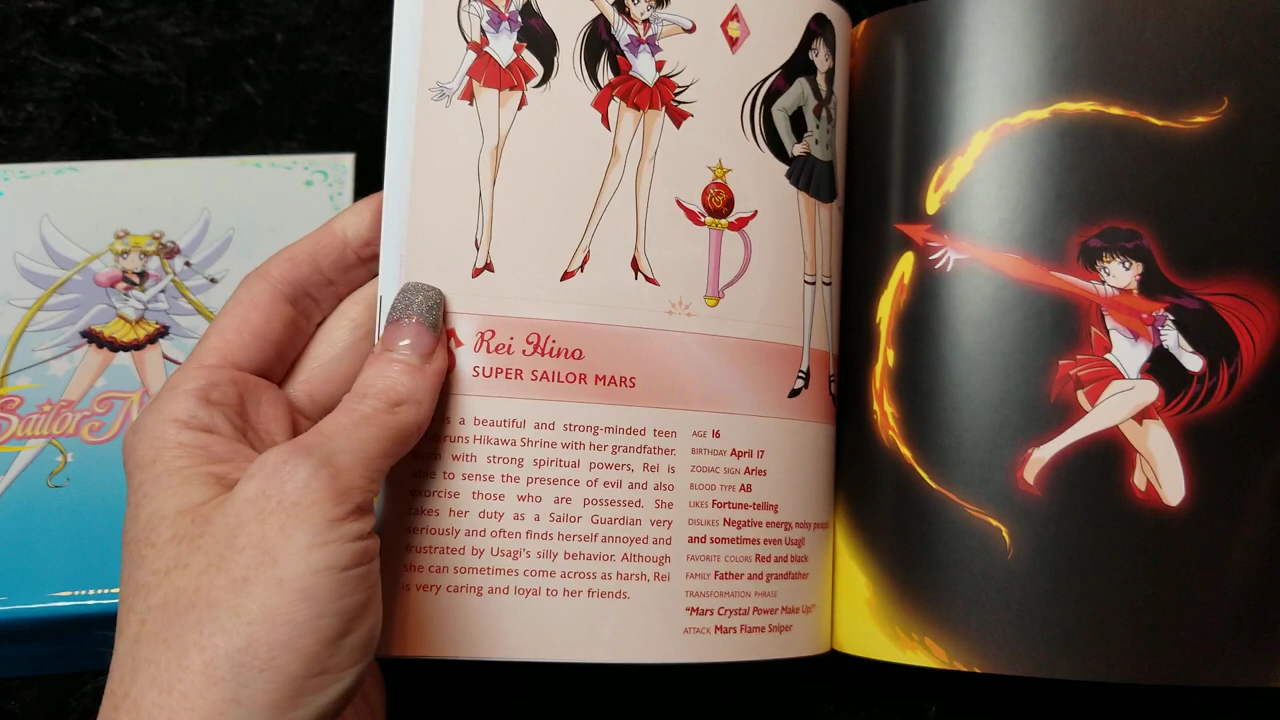 Sailor M
Rei Hino
SUPER SAILOR MARS
s a beautiful and strong-minded teen
runs Hikawa Shrine with her grandfather.
with strong spiritual powers, Rei is
to sense the presence of evil and also
exorcise those who are possessed. She
takes her duty as a Sailor Guardian very
seriously and often finds herself annoyed and
frustrated by Usagi's silly behavior. Although
she can sometimes come across as harsh, Rei
is very caring and loyal to her friends.
AGE 16
BIRTHDAY April 17
ZODIAC SIGN Aries
BLOOD TYPE AB
LIKES Fortune-telling
DISLIKES Negative energy, noisy people
and sometimes even Usagi!
FAVORITE COLORS Red and black
FAMILY Father and grandfather
TRANSFORMATION PHRASE
"Mars Crystal Power Make Up!"
ATTACK Mars Flame Sniper